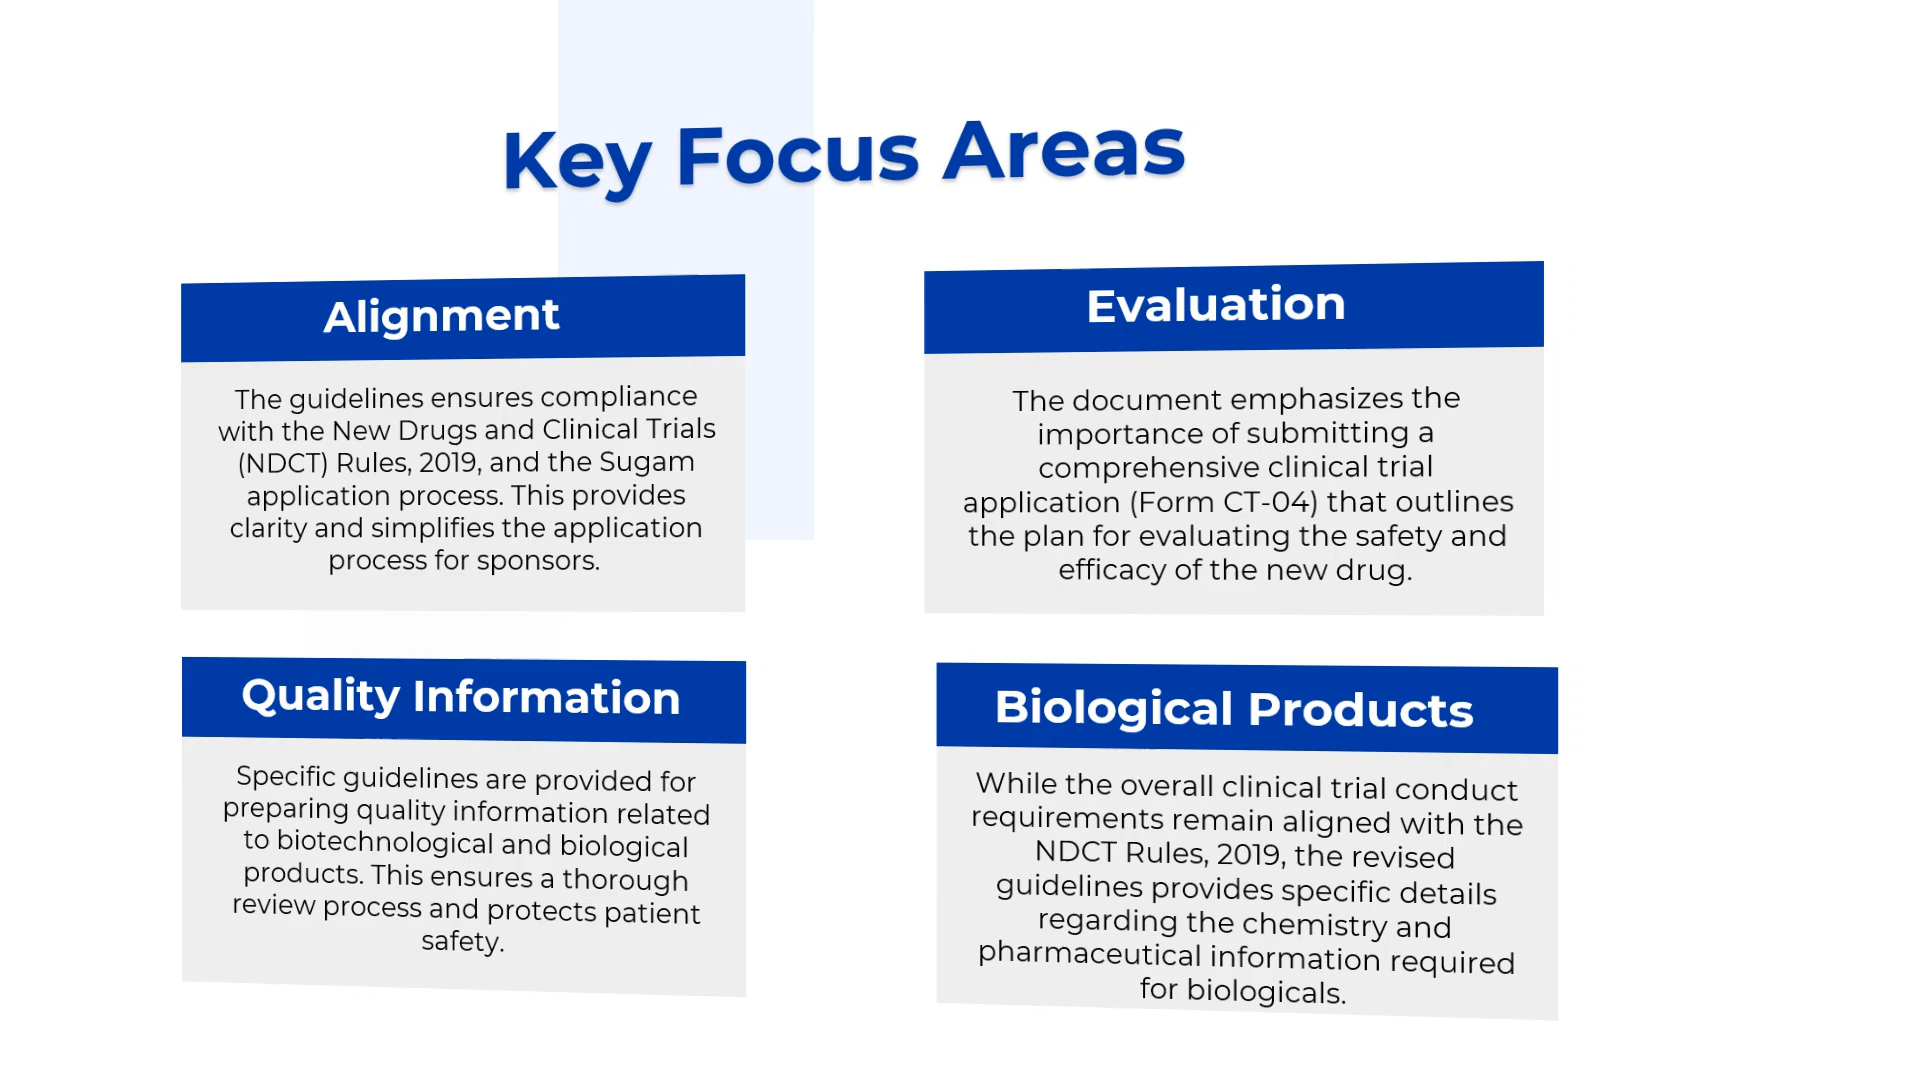 Key Focus Areas
Alignment
The guidelines ensures compliance
with the New Drugs and Clinical Trials
(NDCT) Rules, 2019, and the Sugam
application process. This provides
clarity and simplifies the application
process for sponsors.
Evaluation
The document emphasizes the
importance of submitting a
comprehensive clinical trial
application (Form CT-04) that outlines
the plan for evaluating the safety and
efficacy of the new drug.
Quality Information
Specific guidelines are provided for
preparing quality information related
to biotechnological and biological
products. This ensures a thorough
review process and protects patient
safety.
Biological Products
While the overall clinical trial conduct
requirements remain aligned with the
NDCT Rules, 2019, the revised
guidelines provides specific details
regarding the chemistry and
pharmaceutical information required
for biologicals.